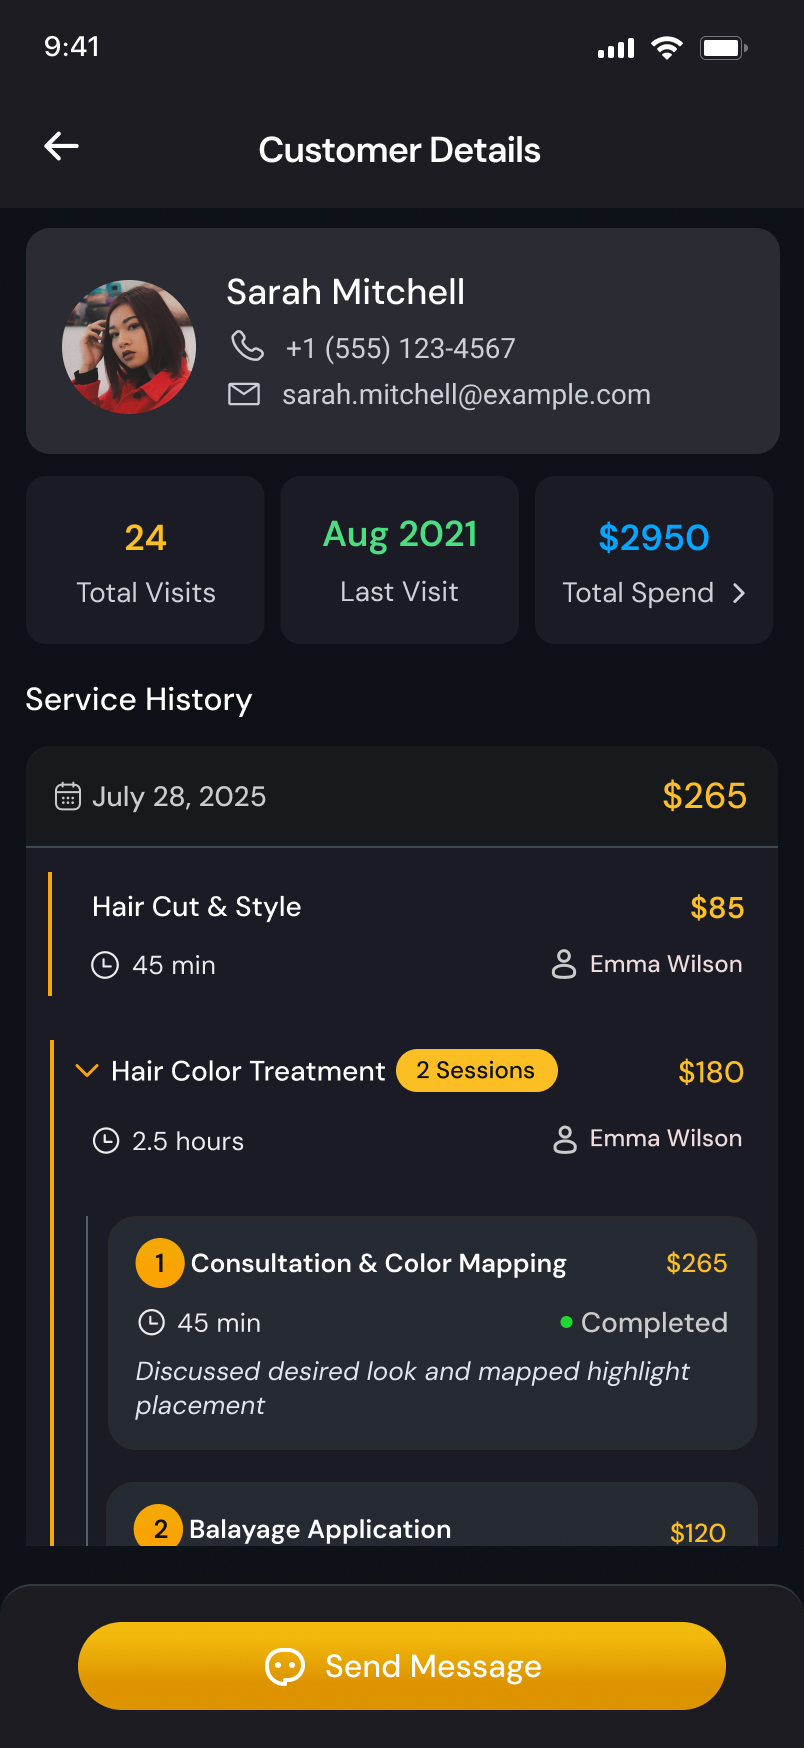 9:41
Customer Details
Sarah Mitchell
+1 (555) 123-4567
sarah.mitchell@example.com
24
Total Visits
Aug 2021
Last Visit
$2950
Total Spend
Service History
July 28, 2025
$265
Hair Cut & Style
$85
45 min
Emma Wilson
Hair Color Treatment
2 Sessions
$180
2.5 hours
Emma Wilson
1
Consultation & Color Mapping
$265
45 min
Completed
Discussed desired look and mapped highlight
placement
2
Balayage Application
$120
Send Message